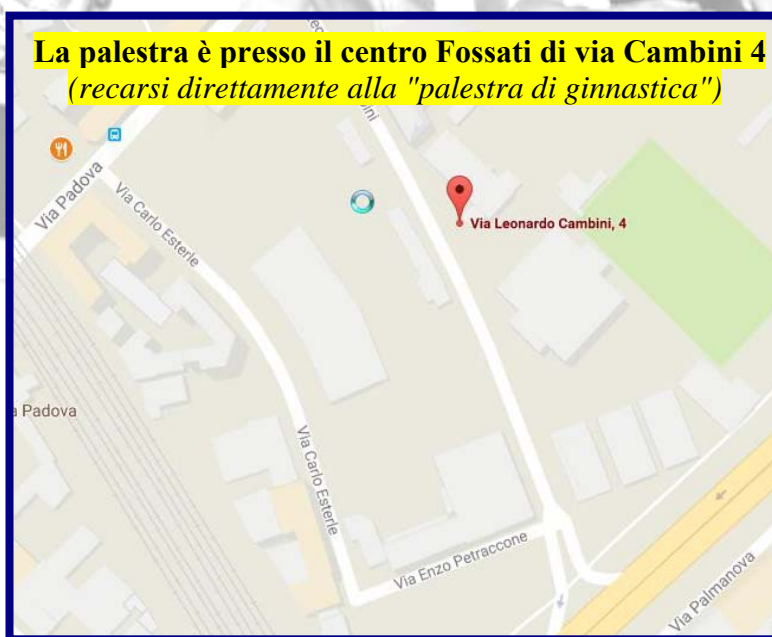 La palestra è presso il centro Fossati di via Cambini 4
(recarsi direttamente alla "palestra di ginnastica")
Via Padova
Via Carlo Esterle
Via Leonardo Cambini, 4
Padova
Via Carlo Esterle
Via Enzo Petraccone
Via Palmanova